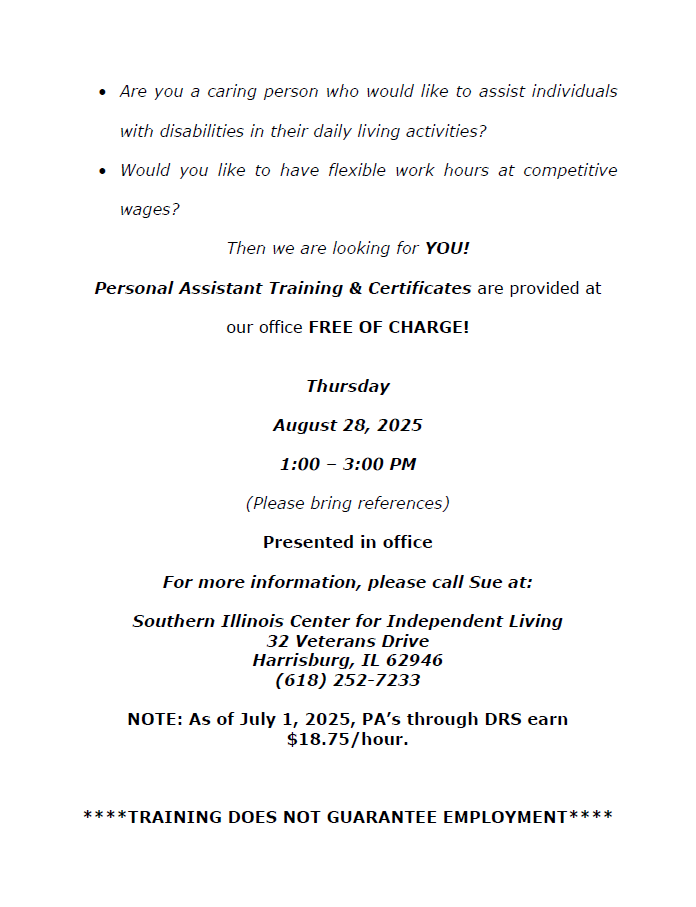 • Are you a caring person who would like to assist individuals
with disabilities in their daily living activities?
• Would you like to have flexible work hours at competitive
wages?
Then we are looking for YOU!
Personal Assistant Training & Certificates are provided at
our office FREE OF CHARGE!
Thursday
August 28, 2025
1:00 – 3:00 PM
(Please bring references)
Presented in office
For more information, please call Sue at:
Southern Illinois Center for Independent Living
32 Veterans Drive
Harrisburg, IL 62946
(618) 252-7233
NOTE: As of July 1, 2025, PA’s through DRS earn
$18.75/hour.
****TRAINING DOES NOT GUARANTEE EMPLOYMENT****